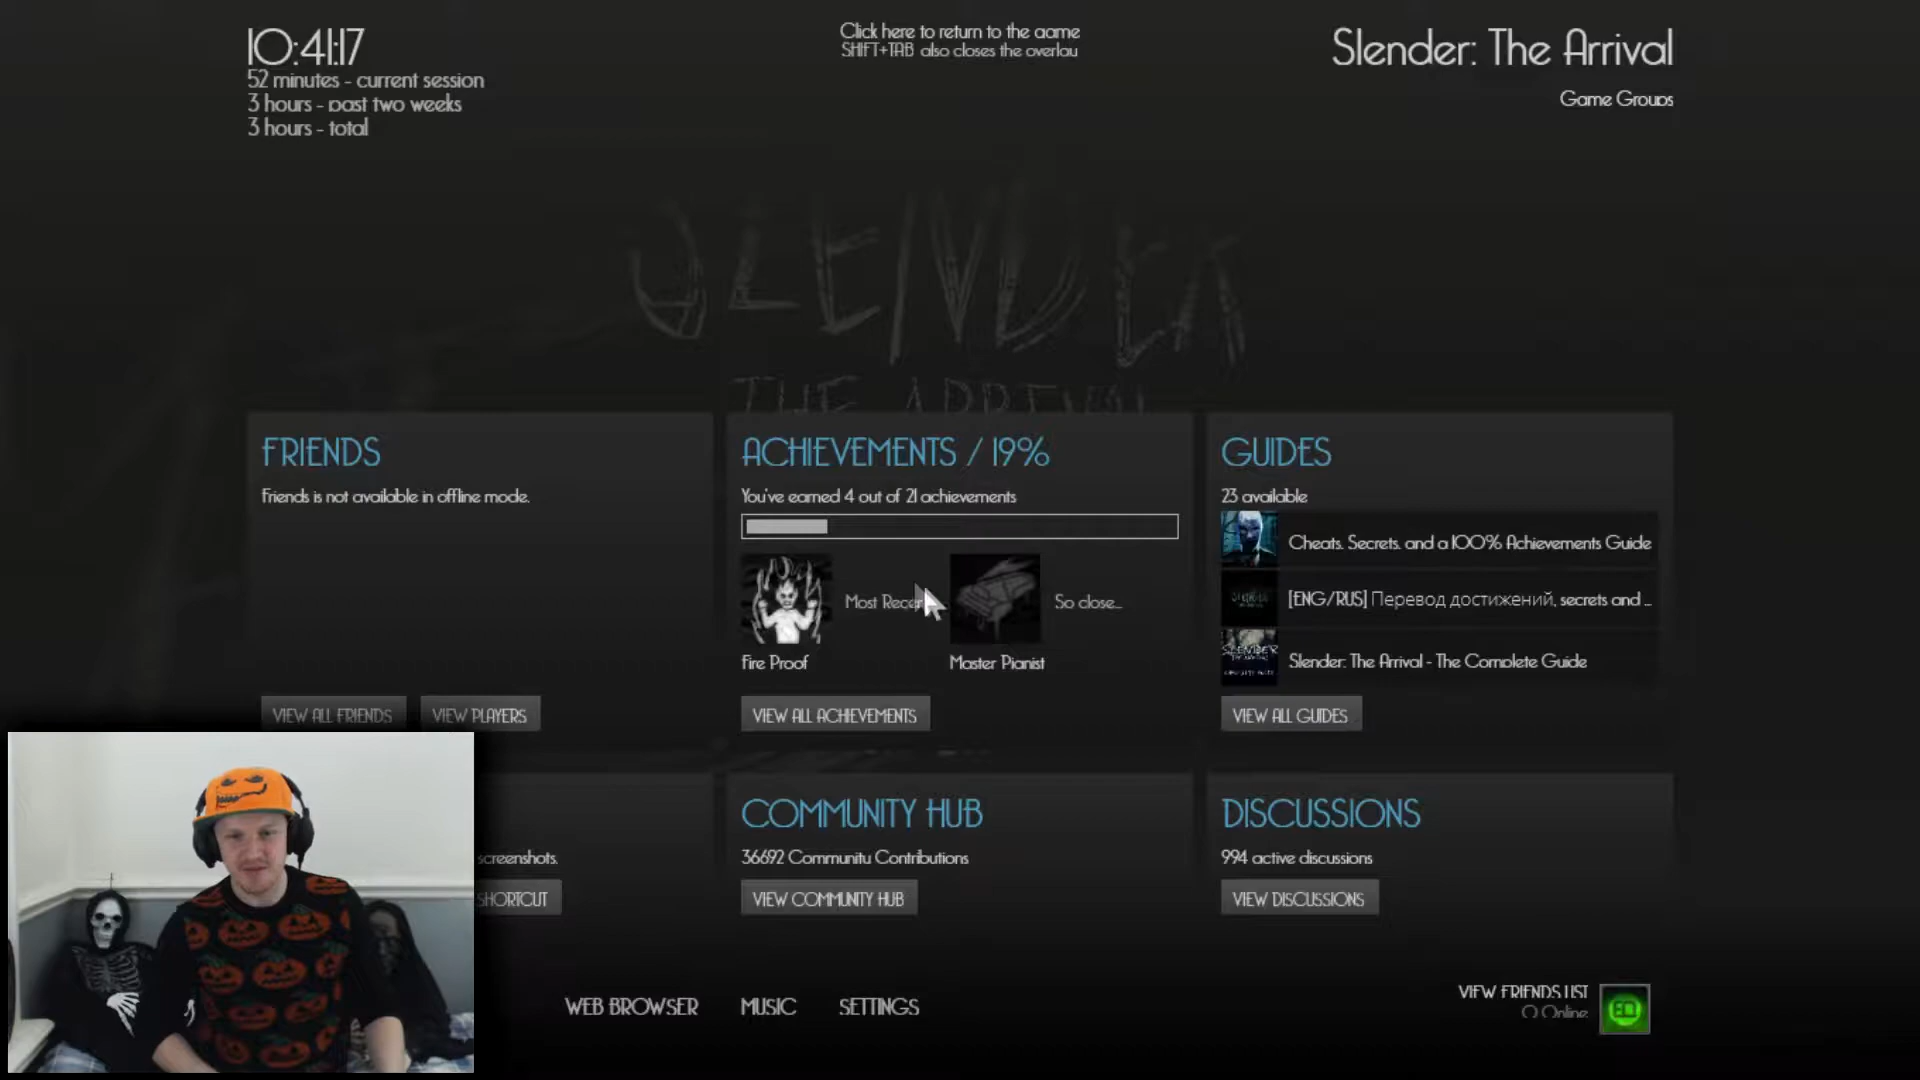 10:41:17
52 minutes - current session
3 hours - past two weeks
3 hours - total
Click here to return to the game
SHIFT+TAB also closes the overlay
Slender: The Arrival
Game Groups
SLENDER
THE ARRIVAL
FRIENDS
Friends is not available in offline mode.
VIEW ALL FRIENDS
VIEW PLAYERS
ACHIEVEMENTS / 19%
You've earned 4 out of 21 achievements
Most Recen
So close...
Fire Proof
Master Pianist
VIEW ALL ACHIEVEMENTS
GUIDES
23 available
Cheats, Secrets, and a 100% Achievements Guide
[ENG/RUS] Перевод достижений, secrets and ...
SLENDER
Slender: The Arrival - The Complete Guide
VIEW ALL GUIDES
screenshots.
SHORTCUT
COMMUNITY HUB
36692 Community Contributions
VIEW COMMUNITY HUB
DISCUSSIONS
994 active discussions
VIEW DISCUSSIONS
WEB BROWSER
MUSIC
SETTINGS
VIEW FRIENDS LIST
0 Online